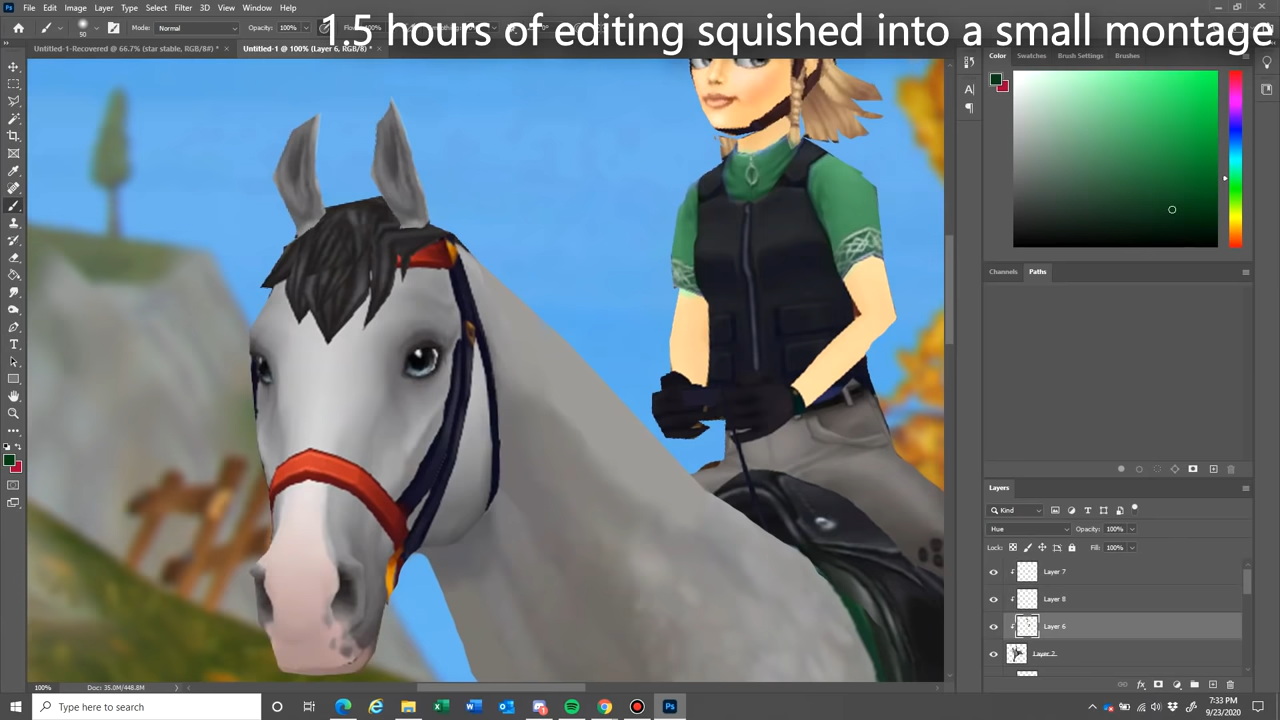 File Edit Image Layer Type Select Filter 3D View Window Help
1.5 hours of editing squished into a small montage
50 Mode: Normal Opacity: 100%
Untitled-1-Recovered @ 66.7% (star stable, RGB/8#) * × Untitled-1 @ 100% (Layer 6, RGB/8) * ×
Color Swatches Brush Settings Brushes
Channels Paths
Layers
Kind
Hue Opacity: 100%
Lock: Fill: 100%
Layer 7
Layer 8
Layer 6
Layer 2
100% Doc: 35.0M/448.8M
Type here to search
7:33 PM
9/23/2020